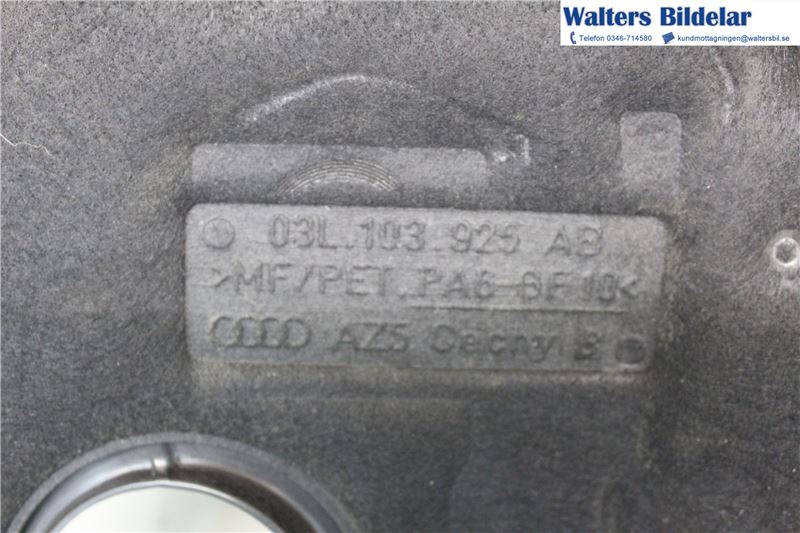 Walters Bildelar
Telefon 0346-714580 kundmottagningen@waltersbil.se
03L.103.925 AB
>MF/PET.PA6-GF10<
AZ5 B